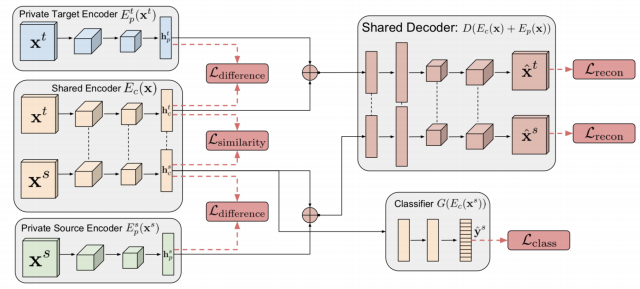 Private Target Encoder $E_p^t(\mathbf{x}^t)$
$\mathbf{x}^t$
$\mathbf{h}_p^t$
$\mathcal{L}_{\text{difference}}$
Shared Encoder $E_c(\mathbf{x})$
$\mathbf{x}^t$
$\mathbf{h}_c^t$
$\mathcal{L}_{\text{similarity}}$
$\mathbf{x}^s$
$\mathbf{h}_c^s$
$\mathcal{L}_{\text{difference}}$
Private Source Encoder $E_p^s(\mathbf{x}^s)$
$\mathbf{x}^s$
$\mathbf{h}_p^s$
Shared Decoder: $D(E_c(\mathbf{x}) + E_p(\mathbf{x}))$
$\hat{\mathbf{x}}^t$
$\mathcal{L}_{\text{recon}}$
$\hat{\mathbf{x}}^s$
$\mathcal{L}_{\text{recon}}$
Classifier $G(E_c(\mathbf{x}^s))$
$\hat{\mathbf{y}}^s$
$\mathcal{L}_{\text{class}}$